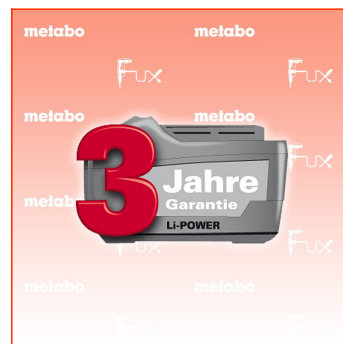 metabo metabo
Fux Fux
metabo metabo
Fux
3 Jahre
Garantie
metabo
Li-POWER
Fux
metabo metabo
Fux Fux